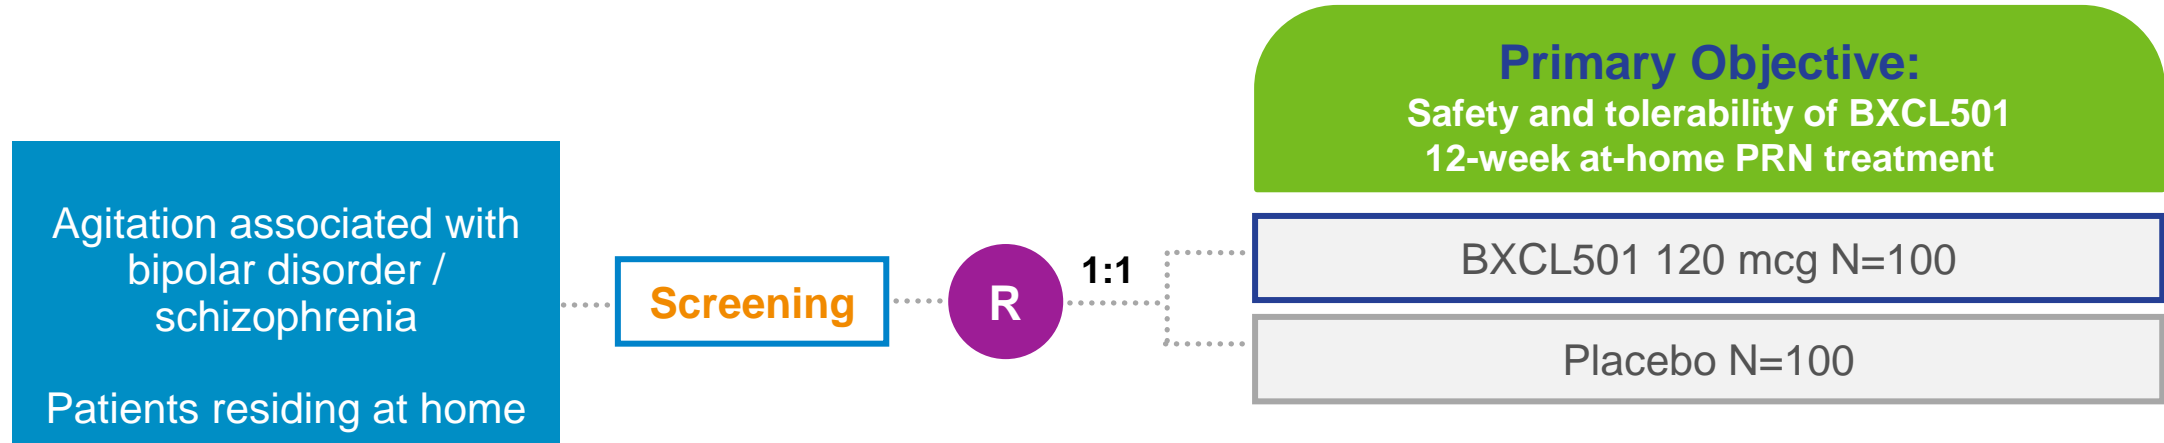 Agitation associated with
bipolar disorder /
schizophrenia
Patients residing at home
Screening
R
1:1
Primary Objective:
Safety and tolerability of BXCL501
12-week at-home PRN treatment
BXCL501 120 mcg N=100
Placebo N=100